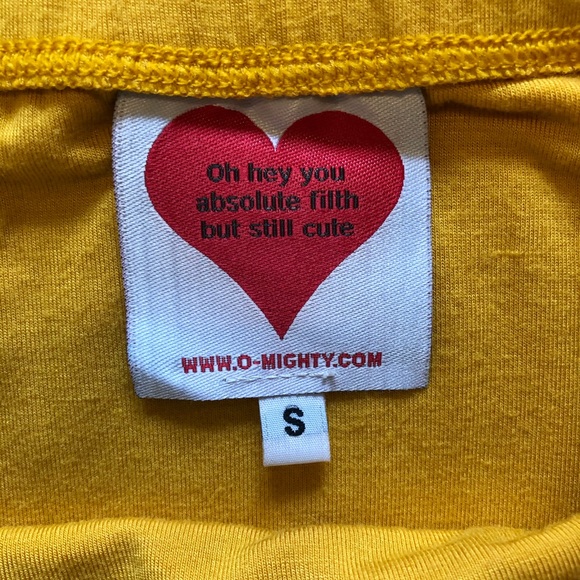 Oh hey you
absolute filth
but still cute
WWW.O-MIGHTY.COM
S